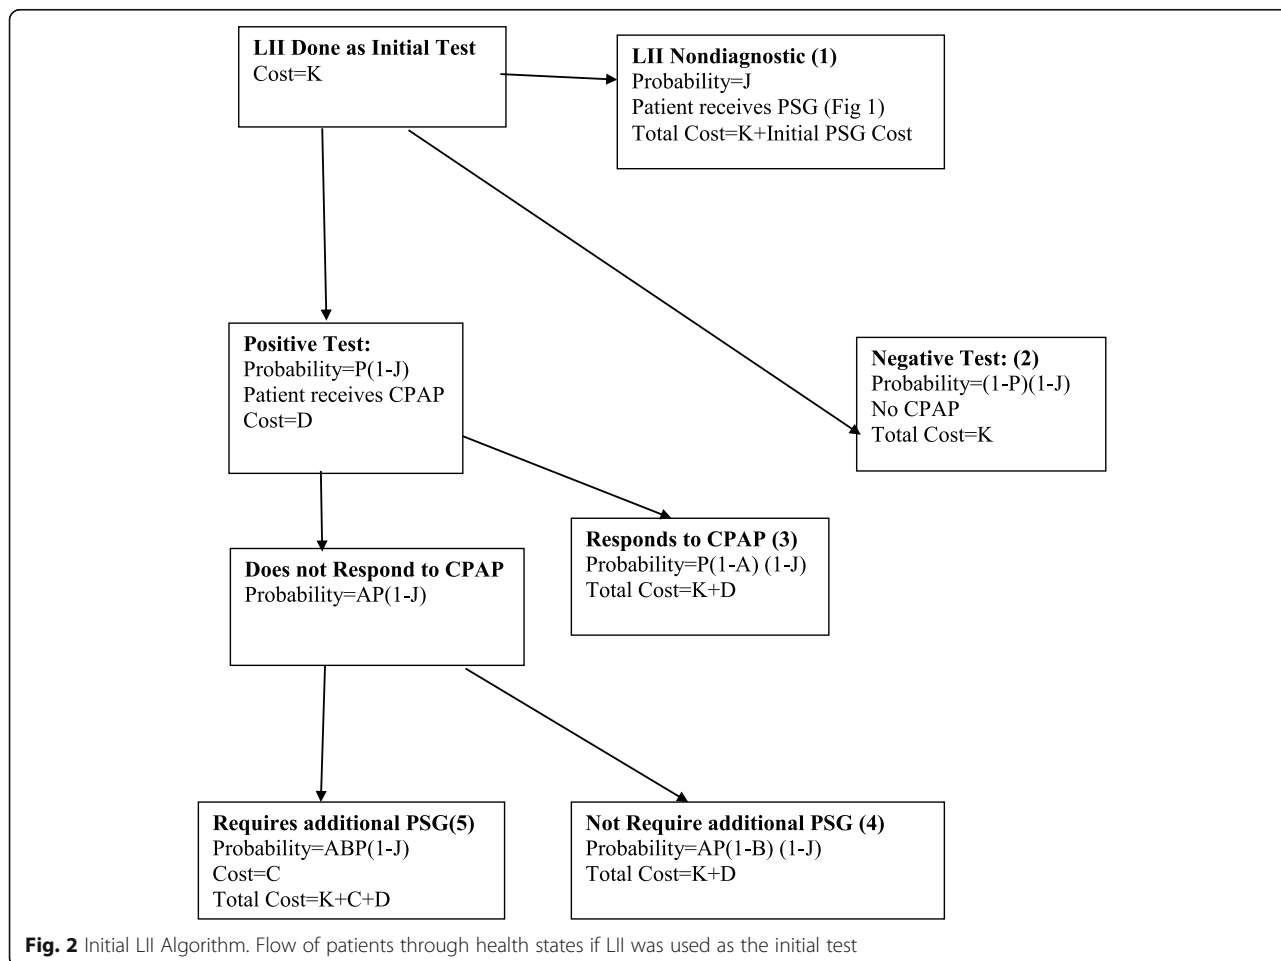 LII Done as Initial Test
Cost=K
LII Nondiagnostic (1)
Probability=J
Patient receives PSG (Fig 1)
Total Cost=K+Initial PSG Cost
Positive Test:
Probability=P(1-J)
Patient receives CPAP
Cost=D
Negative Test: (2)
Probability=(1-P)(1-J)
No CPAP
Total Cost=K
Responds to CPAP (3)
Probability=P(1-A) (1-J)
Total Cost=K+D
Does not Respond to CPAP
Probability=AP(1-J)
Requires additional PSG(5)
Probability=ABP(1-J)
Cost=C
Total Cost=K+C+D
Not Require additional PSG (4)
Probability=AP(1-B) (1-J)
Total Cost=K+D
Fig. 2 Initial LII Algorithm. Flow of patients through health states if LII was used as the initial test